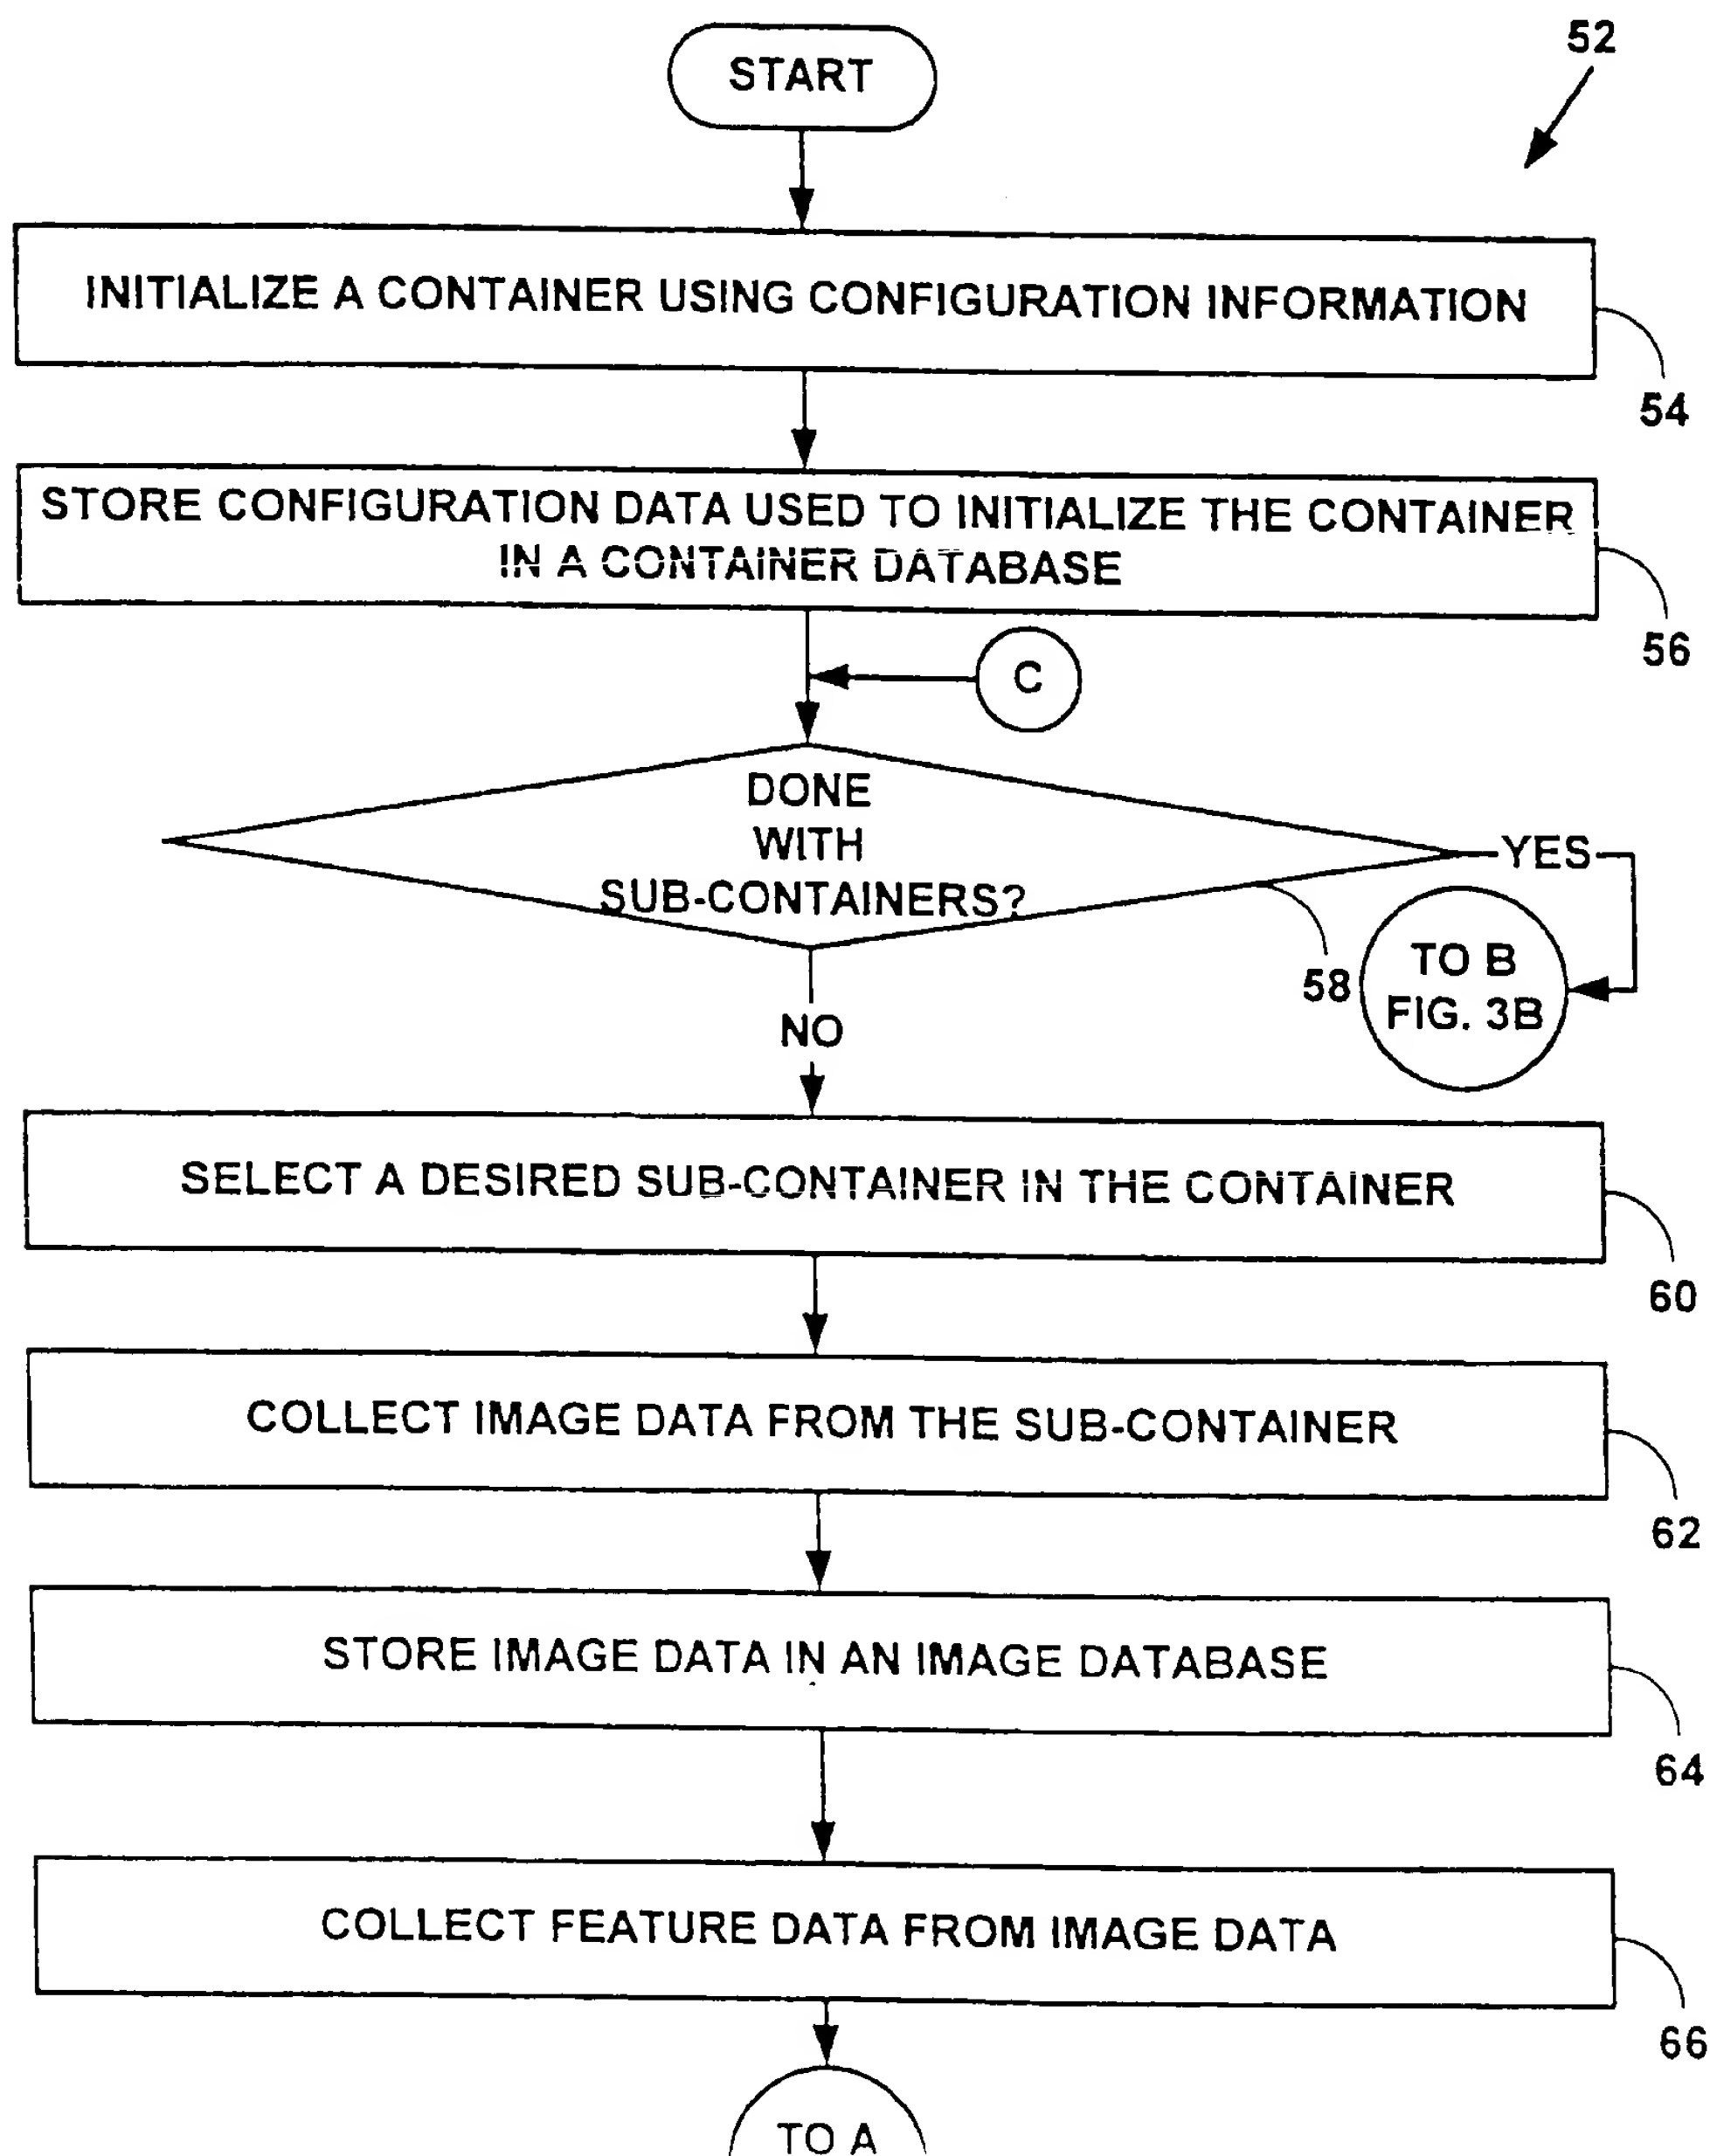 52
START
INITIALIZE A CONTAINER USING CONFIGURATION INFORMATION
54
STORE CONFIGURATION DATA USED TO INITIALIZE THE CONTAINER
IN A CONTAINER DATABASE
56
C
DONE
WITH
SUB-CONTAINERS?
YES
58
TO B
FIG. 3B
NO
SELECT A DESIRED SUB-CONTAINER IN THE CONTAINER
60
COLLECT IMAGE DATA FROM THE SUB-CONTAINER
62
STORE IMAGE DATA IN AN IMAGE DATABASE
64
COLLECT FEATURE DATA FROM IMAGE DATA
66
TO A